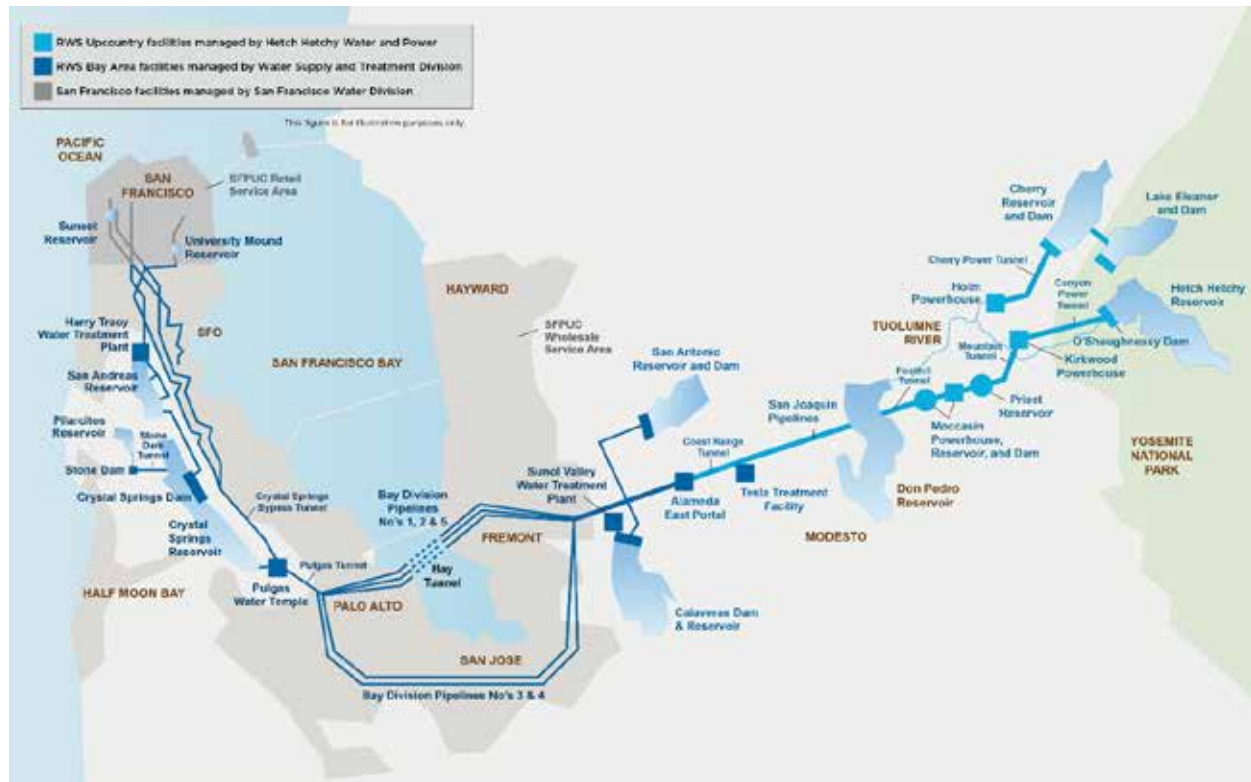 RWS Upcountry facilities managed by Hetch Hetchy Water and Power
RWS Bay Area facilities managed by Water Supply and Treatment Division
San Francisco facilities managed by San Francisco Water Division
This figure is for illustrative purposes only.
PACIFIC
OCEAN
SAN
FRANCISCO
SFPUC Retail
Service Area
Sunset
Reservoir
University Mound
Reservoir
Harry Tracy
Water Treatment
Plant
SFO
San Andreas
Reservoir
Pilarcitos
Reservoir
Stone
Dam
Tunnel
Stone Dam
Crystal Springs Dam
Crystal
Springs
Reservoir
Crystal Springs
Bypass Tunnel
HALF MOON BAY
Pulgas
Water Temple
Pulgas Tunnel
PALO ALTO
SAN FRANCISCO BAY
Bay Division
Pipelines
No's 1, 2 & 5
Bay
Tunnel
FREMONT
SAN JOSE
Bay Division Pipelines No's 3 & 4
HAYWARD
SFPUC
Wholesale
Service Area
San Antonio
Reservoir and Dam
Sunol Valley
Water Treatment
Plant
Calaveras Dam
& Reservoir
Coast Range
Tunnel
Alameda
East Portal
Tesla Treatment
Facility
San Joaquin
Pipelines
MODESTO
Don Pedro
Reservoir
TUOLUMNE
RIVER
Foothill
Tunnel
Moccasin
Powerhouse,
Reservoir, and Dam
Priest
Reservoir
Mountain
Tunnel
Kirkwood
Powerhouse
Holm
Powerhouse
Cherry Power Tunnel
Canyon
Power
Tunnel
Cherry
Reservoir
and Dam
Lake Eleanor
and Dam
Hetch Hetchy
Reservoir
O'Shaughnessy Dam
YOSEMITE
NATIONAL
PARK